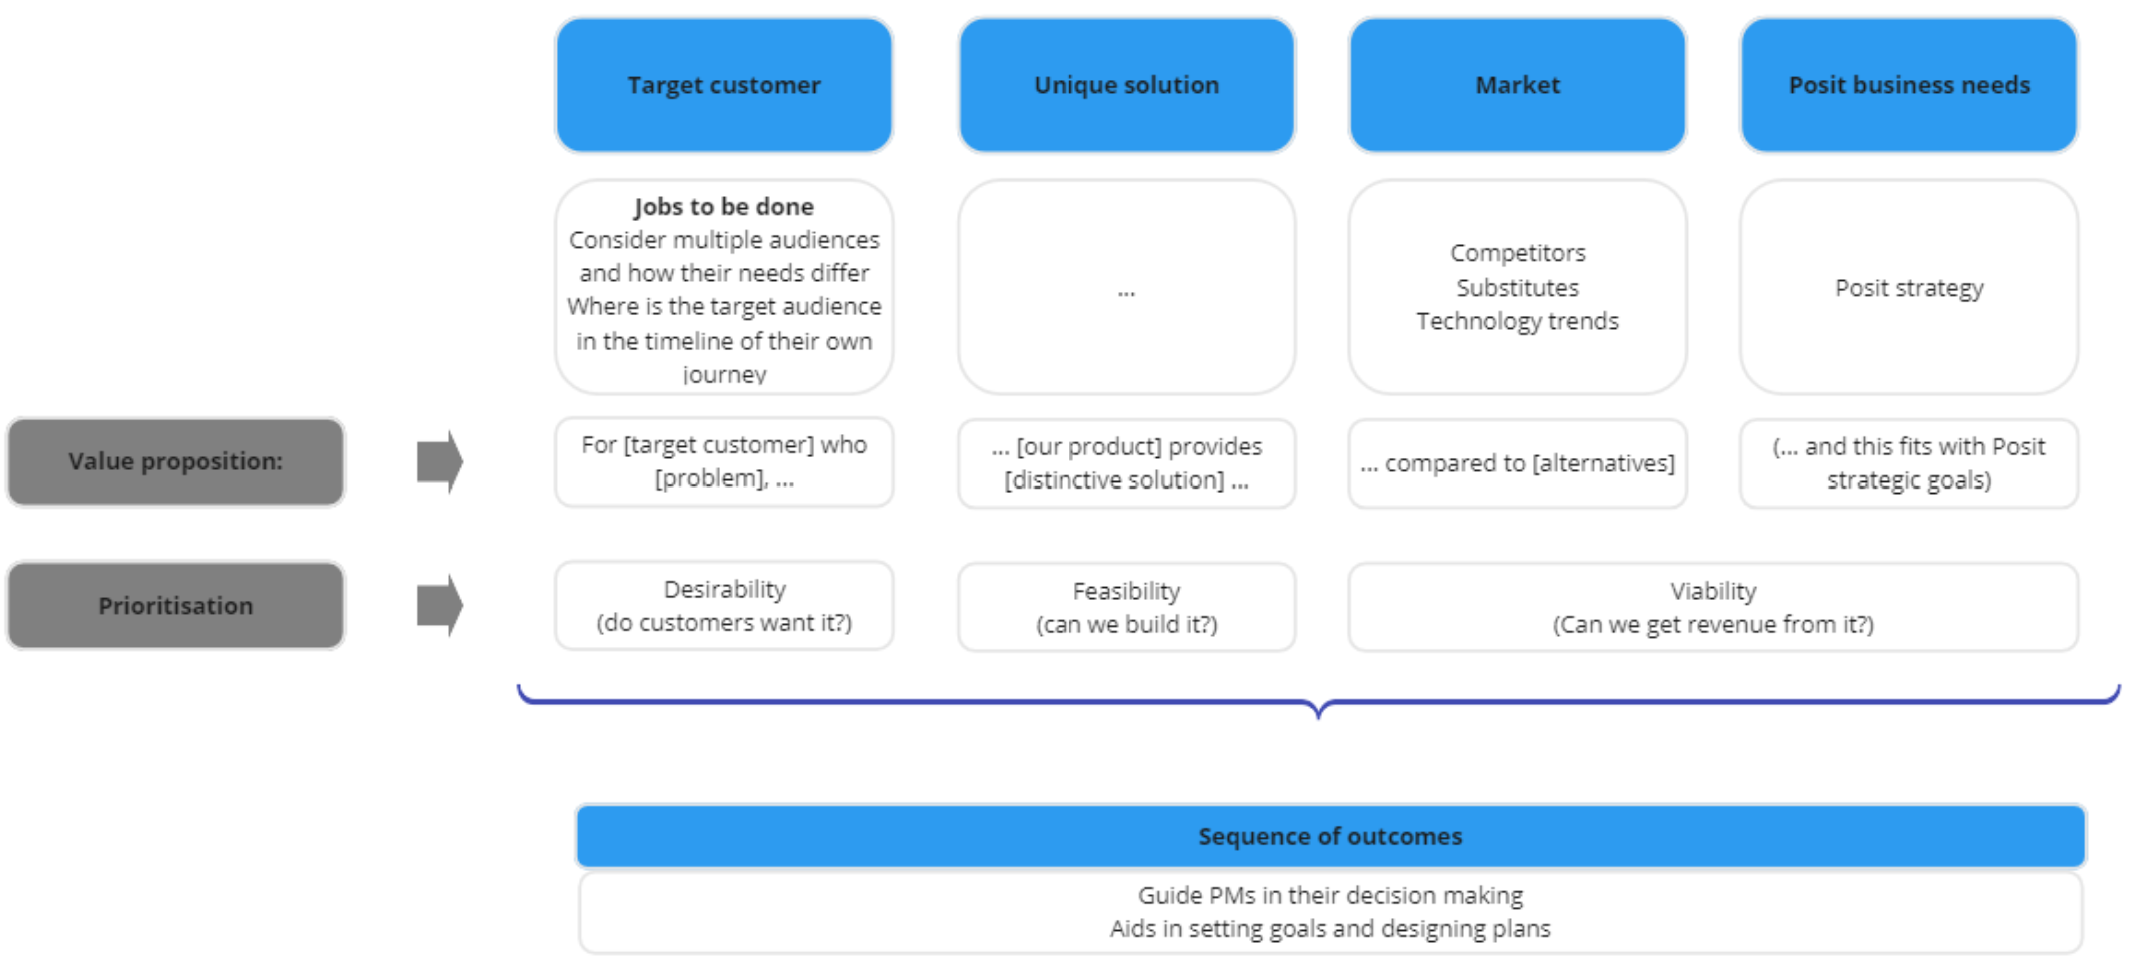 Target customer
Unique solution
Market
Posit business needs
Jobs to be done
Consider multiple audiences
and how their needs differ
Where is the target audience
in the timeline of their own
journey
...
Competitors
Substitutes
Technology trends
Posit strategy
Value proposition:
For [target customer] who
[problem], ...
... [our product] provides
[distinctive solution] ...
... compared to [alternatives]
(... and this fits with Posit
strategic goals)
Prioritisation
Desirability
(do customers want it?)
Feasibility
(can we build it?)
Viability
(Can we get revenue from it?)
Sequence of outcomes
Guide PMs in their decision making
Aids in setting goals and designing plans